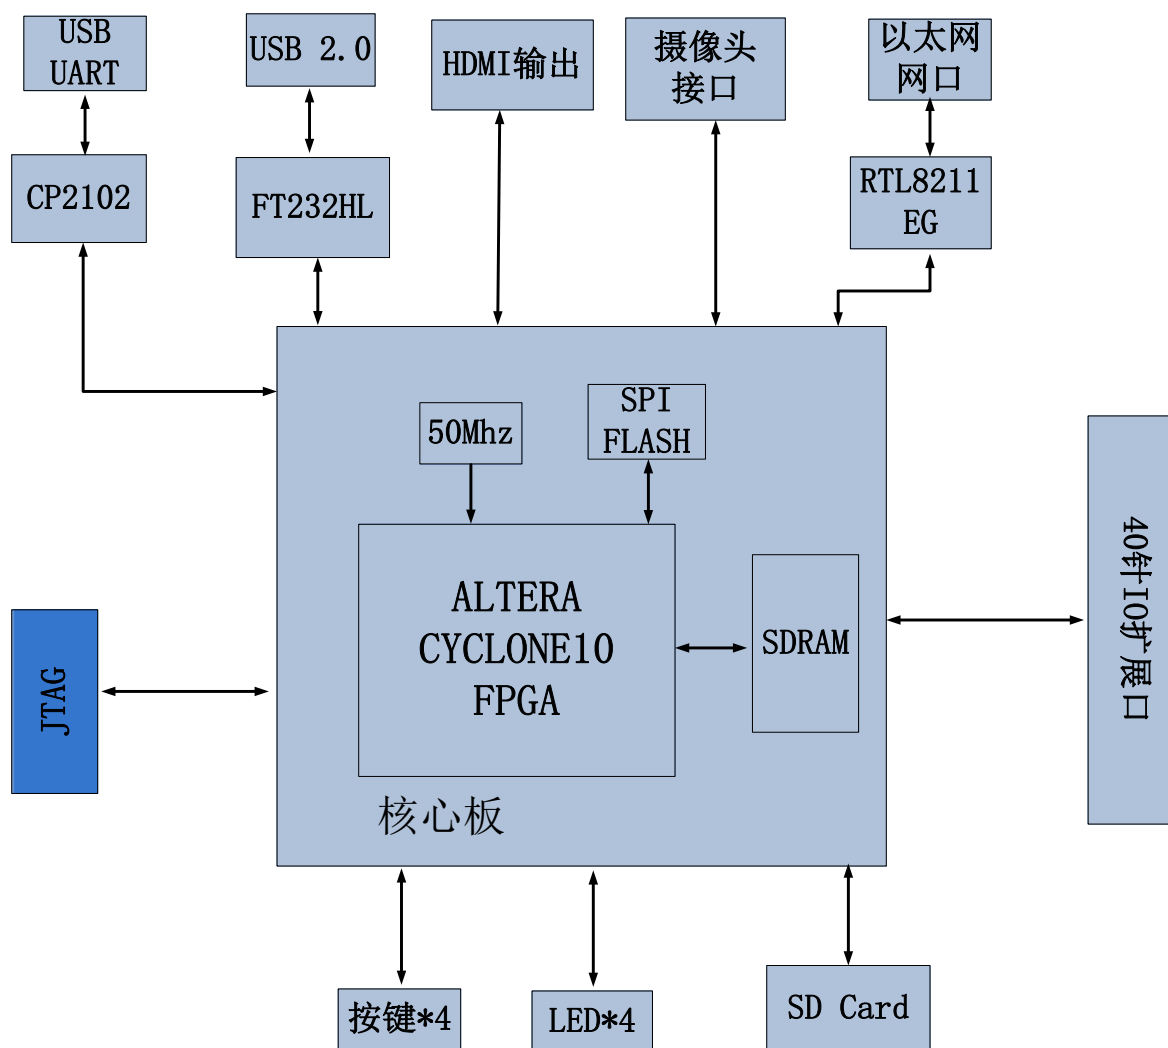 USB
UART
USB 2.0
HDMI输出
摄像头
接口
以太网
网口
CP2102
FT232HL
RTL8211
EG
50Mhz
SPI
FLASH
ALTERA
CYCLONE10
FPGA
SDRAM
核心板
JTAG
40针IO扩展口
按键*4
LED*4
SD Card